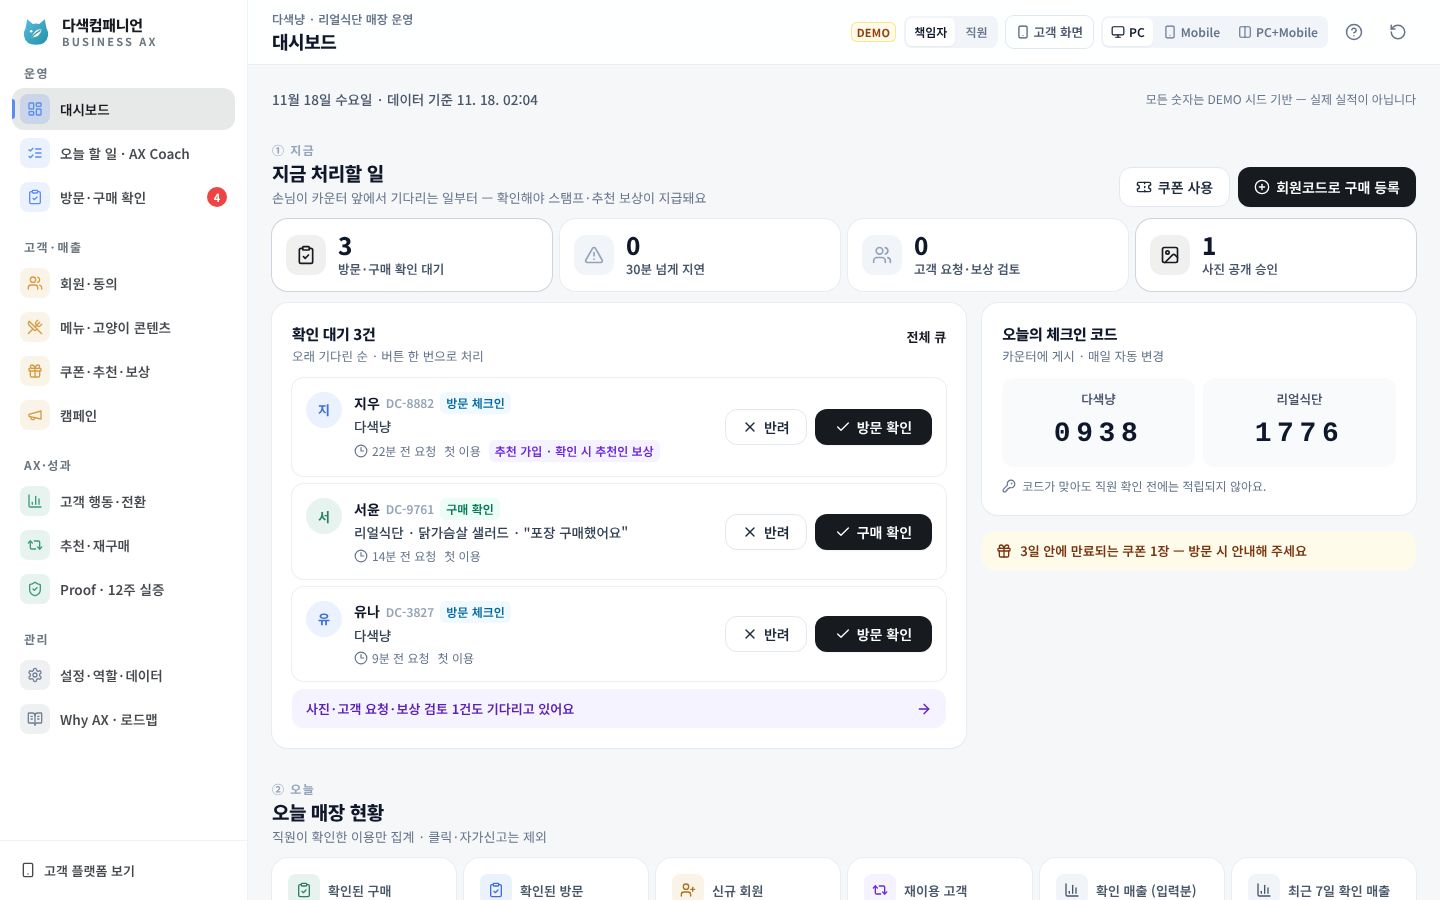 다색컴패니언
BUSINESS AX
운영
대시보드
오늘 할 일 · AX Coach
방문·구매 확인
4
고객·매출
회원·동의
메뉴·고양이 콘텐츠
쿠폰·추천·보상
캠페인
AX·성과
고객 행동·전환
추천·재구매
Proof · 12주 실증
관리
설정·역할·데이터
Why AX · 로드맵
고객 플랫폼 보기
다색냥 · 리얼식단 매장 운영
대시보드
DEMO
책임자
직원
고객 화면
PC
Mobile
PC+Mobile
11월 18일 수요일 · 데이터 기준 11. 18. 02:04
모든 숫자는 DEMO 시드 기반 — 실제 실적이 아닙니다
① 지금
지금 처리할 일
손님이 카운터 앞에서 기다리는 일부터 — 확인해야 스탬프·추천 보상이 지급돼요
쿠폰 사용
회원코드로 구매 등록
3
방문·구매 확인 대기
0
30분 넘게 지연
0
고객 요청·보상 검토
1
사진 공개 승인
확인 대기 3건
오래 기다린 순 · 버튼 한 번으로 처리
전체 큐
지
지우 DC-8882 방문 체크인
다색냥
22분 전 요청 첫 이용 추천 가입 · 확인 시 추천인 보상
반려
방문 확인
서
서윤 DC-9761 구매 확인
리얼식단 · 닭가슴살 샐러드 · "포장 구매했어요"
14분 전 요청 첫 이용
반려
구매 확인
유
유나 DC-3827 방문 체크인
다색냥
9분 전 요청 첫 이용
반려
방문 확인
사진·고객 요청·보상 검토 1건도 기다리고 있어요
오늘의 체크인 코드
카운터에 게시 · 매일 자동 변경
다색냥
0938
리얼식단
1776
코드가 맞아도 직원 확인 전에는 적립되지 않아요.
3일 안에 만료되는 쿠폰 1장 — 방문 시 안내해 주세요
② 오늘
오늘 매장 현황
직원이 확인한 이용만 집계 · 클릭·자가신고는 제외
확인된 구매
확인된 방문
신규 회원
재이용 고객
확인 매출 (입력분)
최근 7일 확인 매출